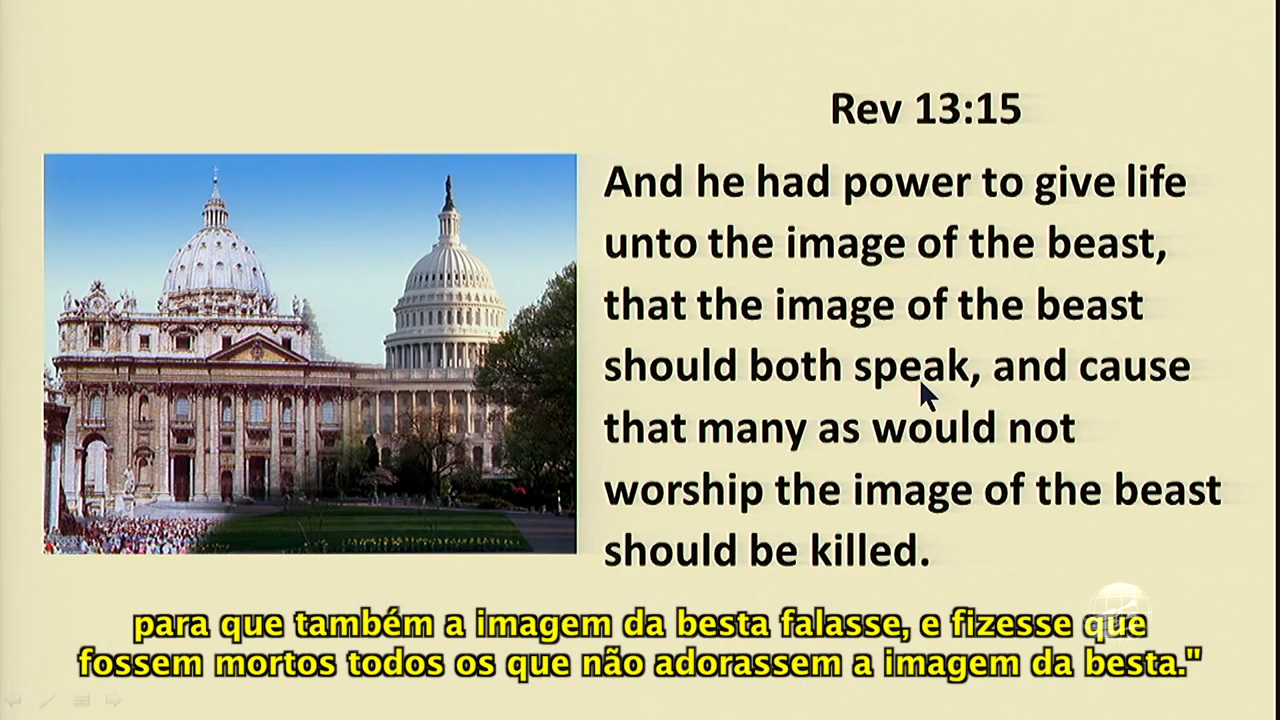 Rev 13:15
And he had power to give life
unto the image of the beast,
that the image of the beast
should both speak, and cause
that many as would not
worship the image of the beast
should be killed.
para que também a imagem da besta falasse, e fizesse que
fossem mortos todos os que não adorassem a imagem da besta."